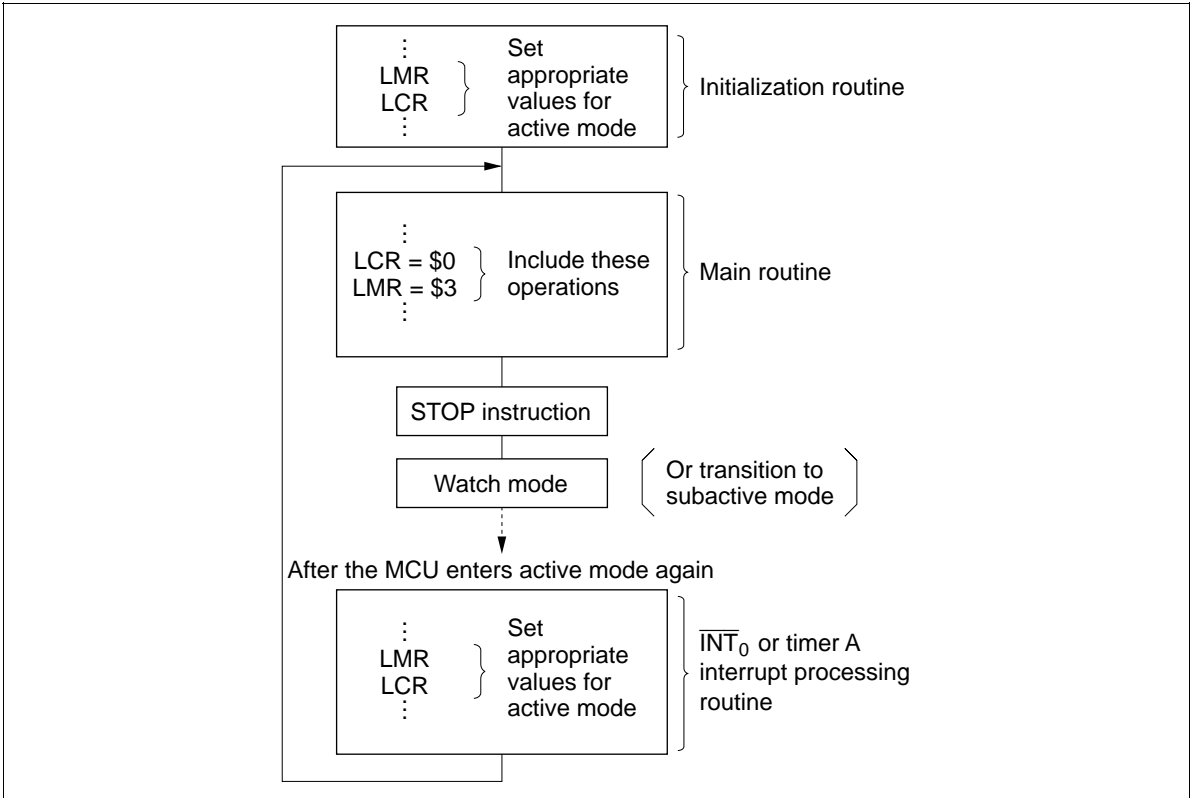 ⋮
LMR
LCR
⋮
Set
appropriate
values for
active mode
Initialization routine
⋮
LCR = $0
LMR = $3
⋮
Include these
operations
Main routine
STOP instruction
Watch mode
Or transition to
subactive mode
After the MCU enters active mode again
⋮
LMR
LCR
⋮
Set
appropriate
values for
active mode
I̅N̅T̅₀ or timer A
interrupt processing
routine